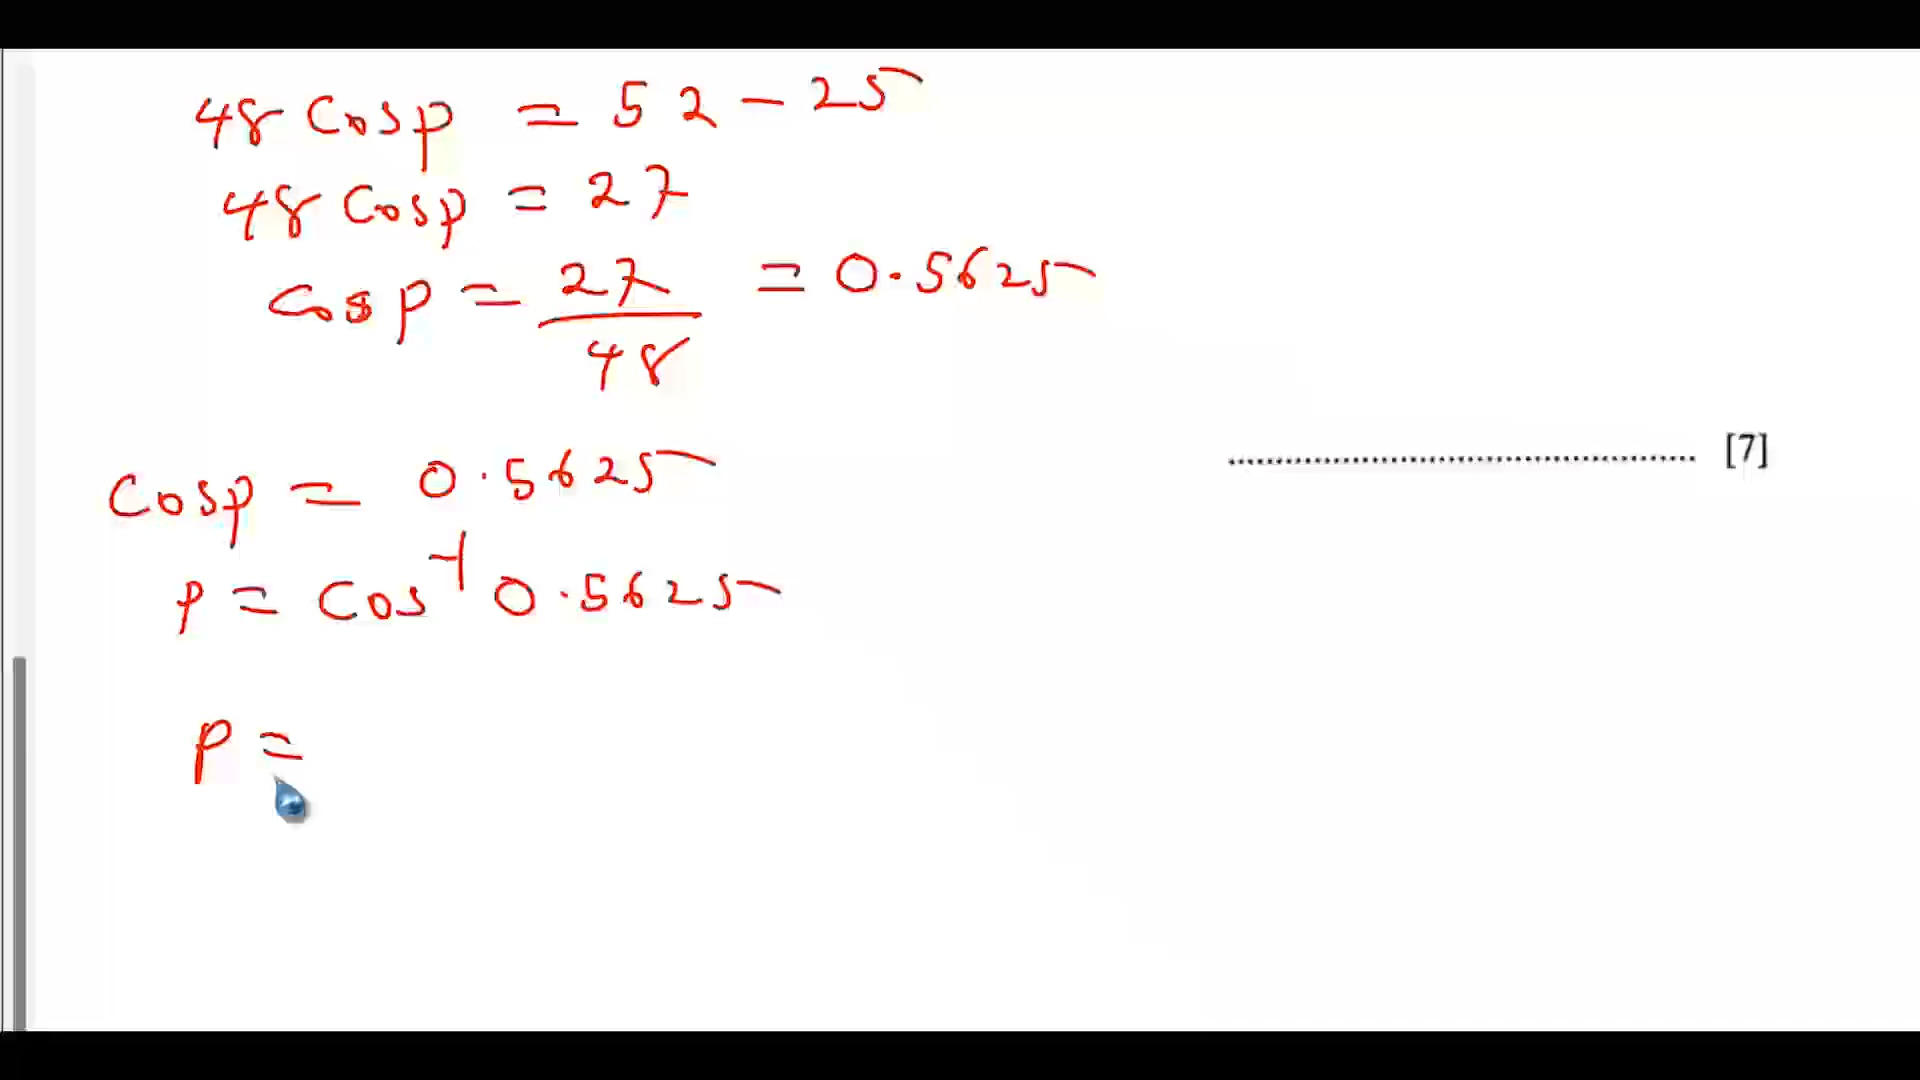 48 Cosp = 52 - 25
48 Cosp = 27
Cosp = 27/48 = 0.5625
[7]
Cosp = 0.5625
P = Cos⁻¹ 0.5625
P =